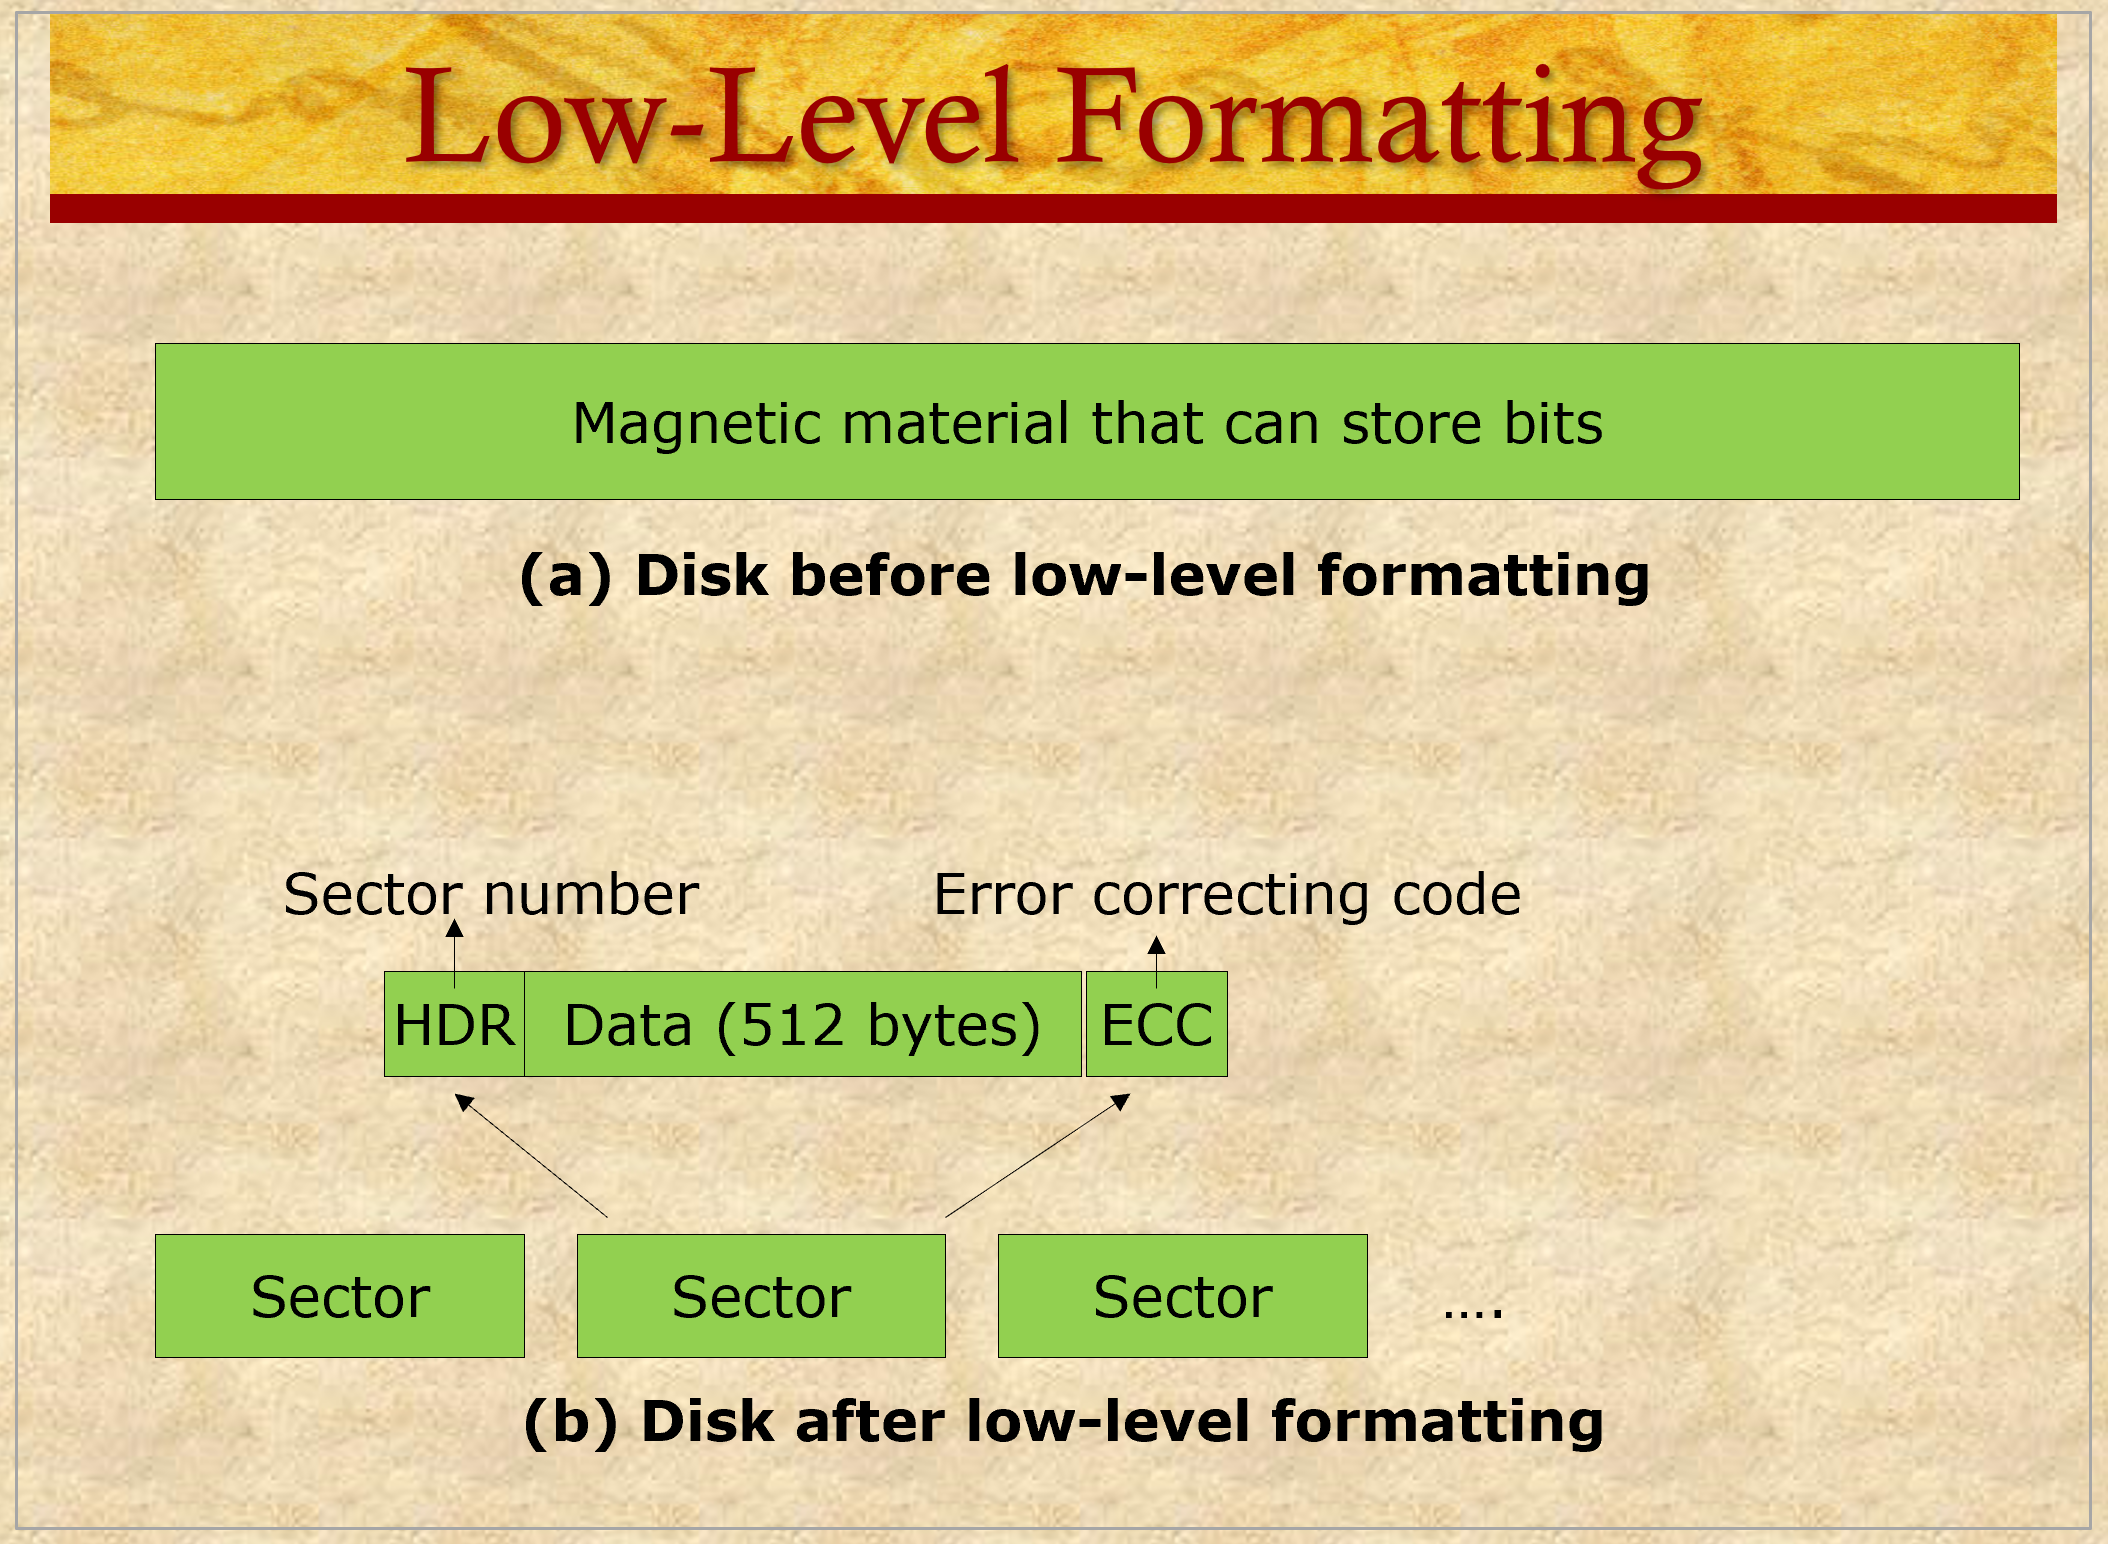 Low-Level Formatting
Magnetic material that can store bits
(a) Disk before low-level formatting
Sector number
Error correcting code
HDR
Data (512 bytes)
ECC
Sector
Sector
Sector
....
(b) Disk after low-level formatting